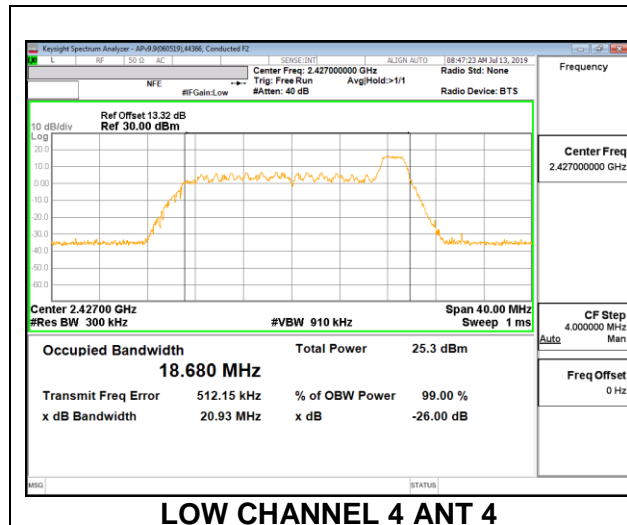 Keysight Spectrum Analyzer - APv9.9(060519),44366, Conducted F2
L RF 50 Ω AC SENSE:INT ALIGN AUTO 08:47:23 AM Jul 13, 2019
Center Freq: 2.427000000 GHz Radio Std: None
NFE Trig: Free Run Avg|Hold:>1/1
#IFGain:Low #Atten: 40 dB Radio Device: BTS
Frequency
Ref Offset 13.32 dB
10 dB/div Ref 30.00 dBm
Log
20.0
10.0
0.00
-10.0
-20.0
-30.0
-40.0
-50.0
-60.0
Center Freq
2.427000000 GHz
Center 2.42700 GHz Span 40.00 MHz
#Res BW 300 kHz #VBW 910 kHz Sweep 1 ms
CF Step
4.000000 MHz
Auto Man
Occupied Bandwidth Total Power 25.3 dBm
18.680 MHz
Transmit Freq Error 512.15 kHz % of OBW Power 99.00 %
x dB Bandwidth 20.93 MHz x dB -26.00 dB
Freq Offset
0 Hz
MSG STATUS
LOW CHANNEL 4 ANT 4